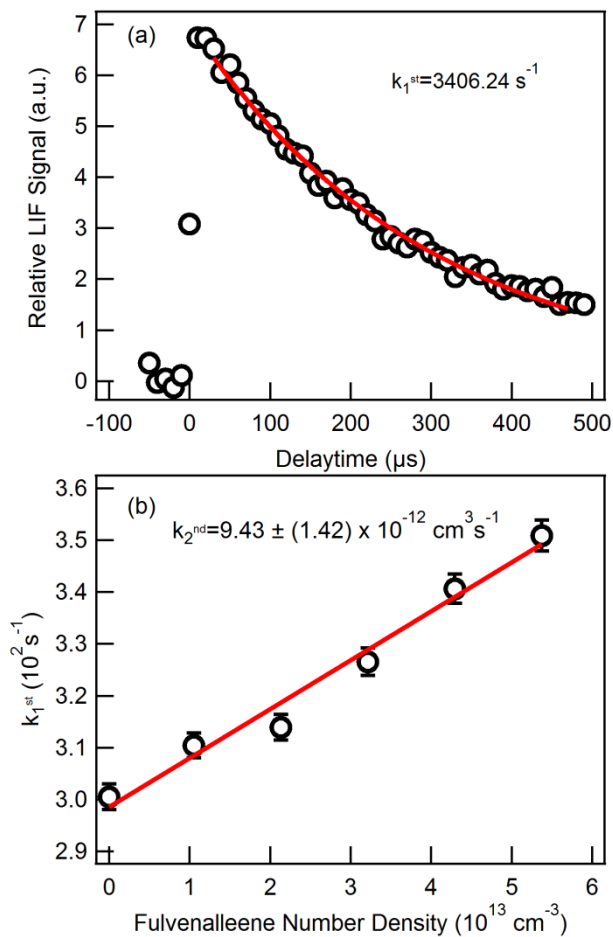 (a)
k₁ˢᵗ=3406.24 s⁻¹
Relative LIF Signal (a.u.)
7
6
5
4
3
2
1
0
-100 0 100 200 300 400 500
Delaytime (µs)
(b)
k₂ⁿᵈ=9.43 ± (1.42) x 10⁻¹² cm³s⁻¹
k₁ˢᵗ (10² s⁻¹)
3.6
3.5
3.4
3.3
3.2
3.1
3.0
2.9
0 1 2 3 4 5 6
Fulvenalleene Number Density (10¹³ cm⁻³)